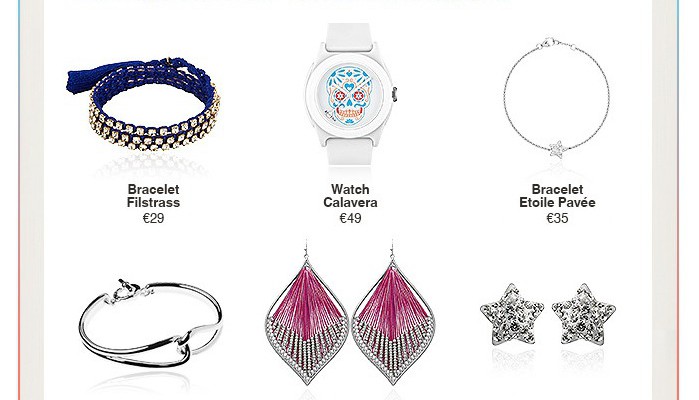 Bracelet
Filstrass
€29
Watch
Calavera
€49
Bracelet
Etoile Pavée
€35